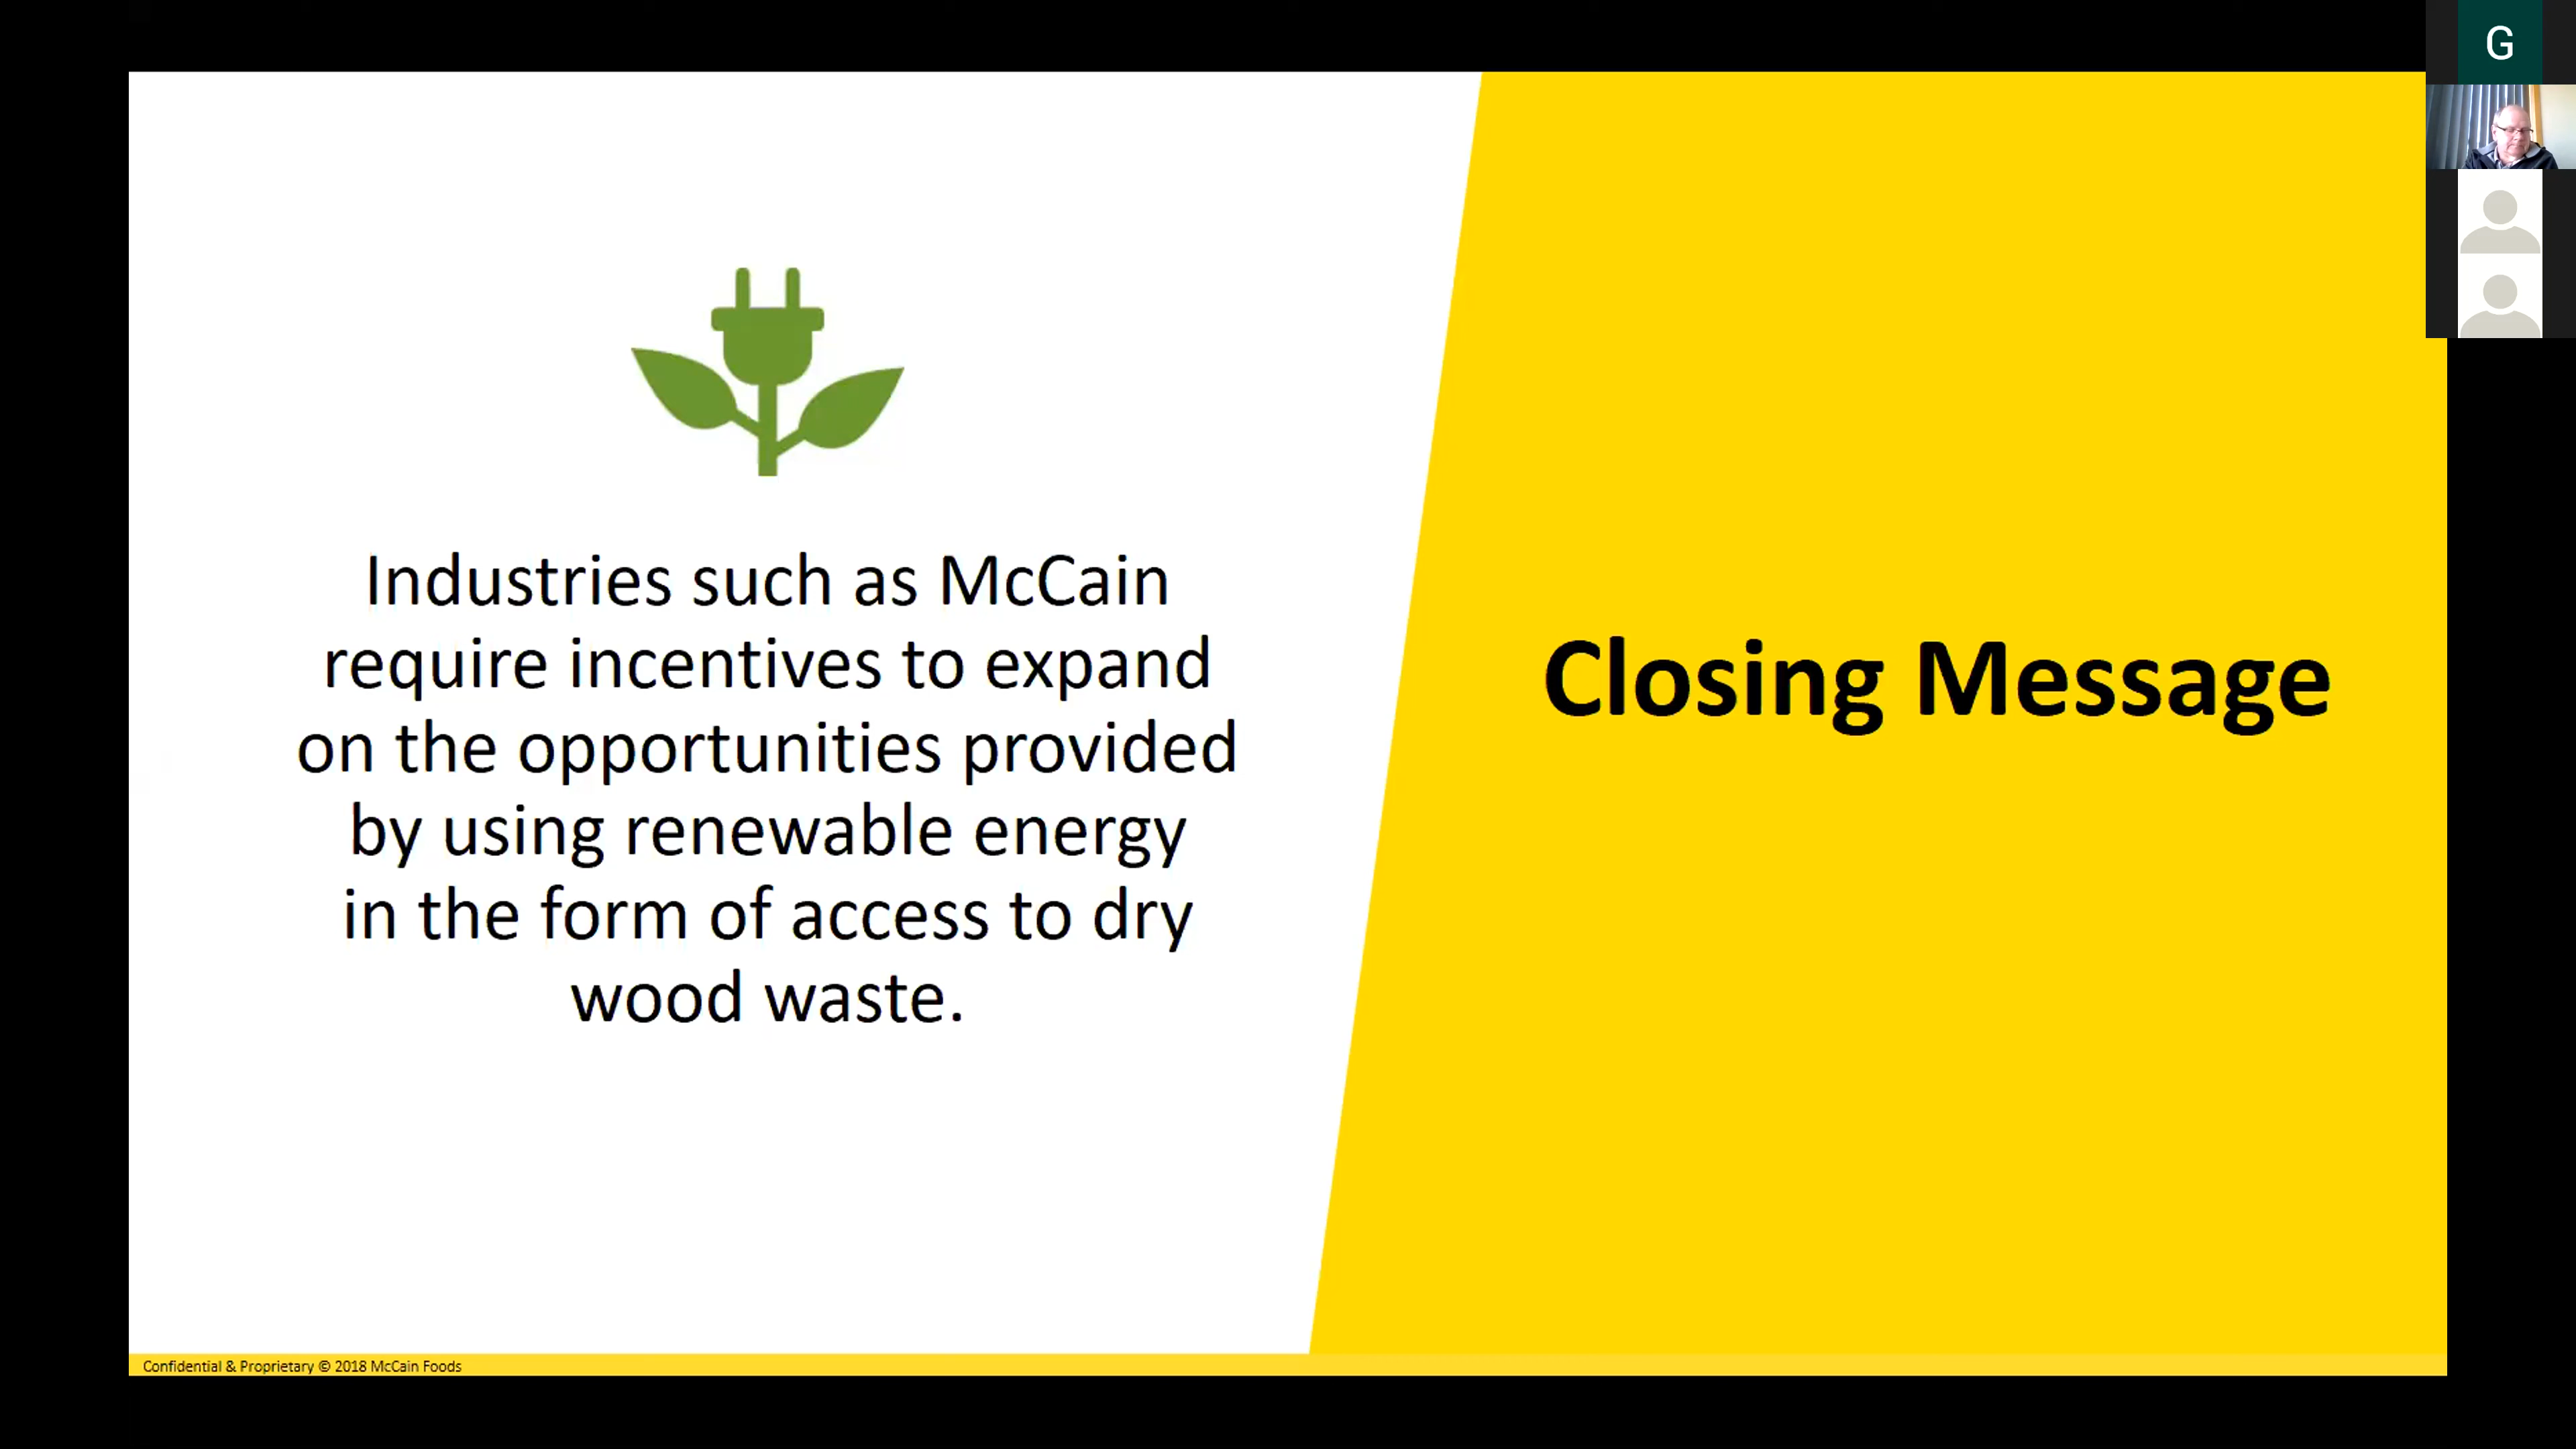 G
Industries such as McCain
require incentives to expand
on the opportunities provided
by using renewable energy
in the form of access to dry
wood waste.
Closing Message
Confidential & Proprietary © 2018 McCain Foods